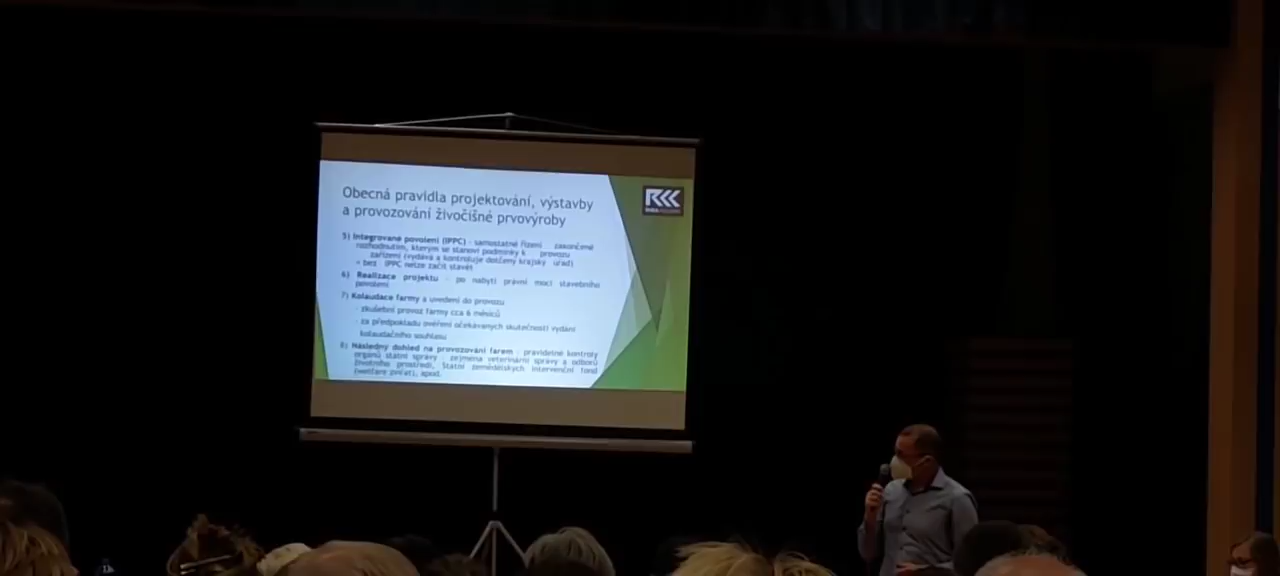 Obecná pravidla projektování, výstavby
a provozování živočišné prvovýroby
5) Integrované povolení (IPPC) - samostatné řízení zakončené
rozhodnutím, kterým se stanoví podmínky k provozu
zařízení (vydává a kontroluje dotčený krajský úřad)
= bez IPPC nelze začít stavět
6) Realizace projektu - po nabytí právní moci stavebního
povolení
7) Kolaudace farmy a uvedení do provozu
- zkušební provoz farmy cca 6 měsíců
- za předpokladu ověření očekávaných skutečností vydání
kolaudačního souhlasu
8) Následný dohled na provozování farem - pravidelné kontroly
orgánů státní správy - zejména veterinární správy a odborů
životního prostředí, Státní zemědělských intervenční fond
(welfare zvířat), apod.